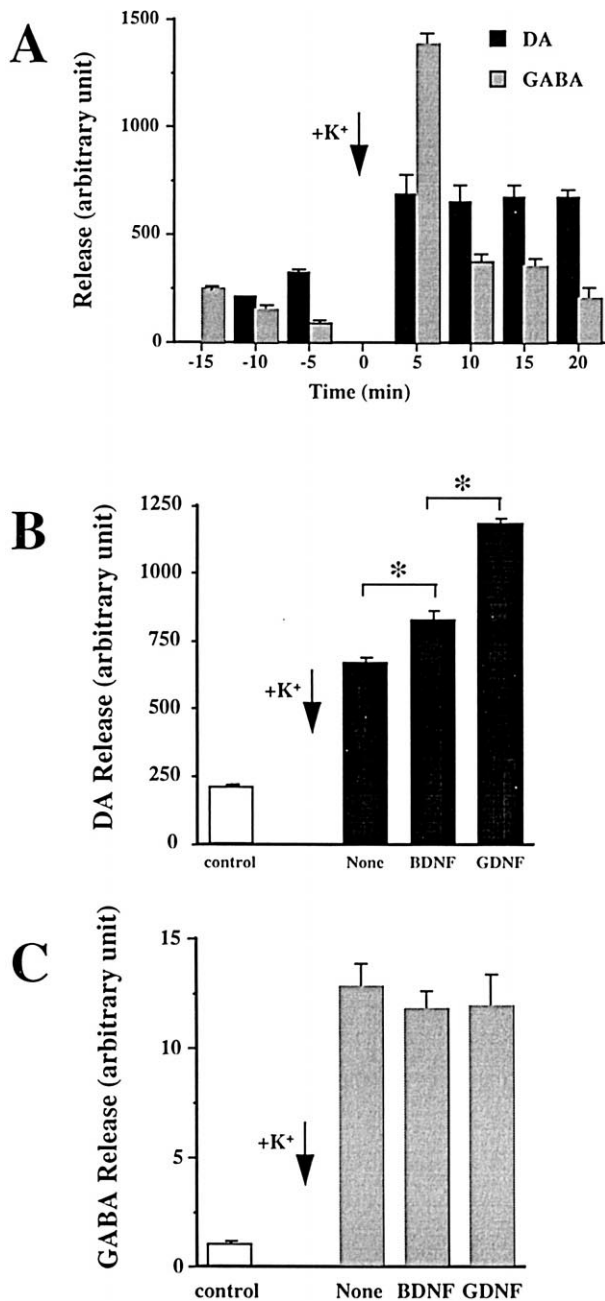 A
1500
1000
500
0
Release (arbitrary unit)
DA
GABA
+K⁺
-15 -10 -5 0 5 10 15 20
Time (min)
B
1250
1000
750
500
250
0
DA Release (arbitrary unit)
*
*
+K⁺
control None BDNF GDNF
C
15
10
5
0
GABA Release (arbitrary unit)
+K⁺
control None BDNF GDNF